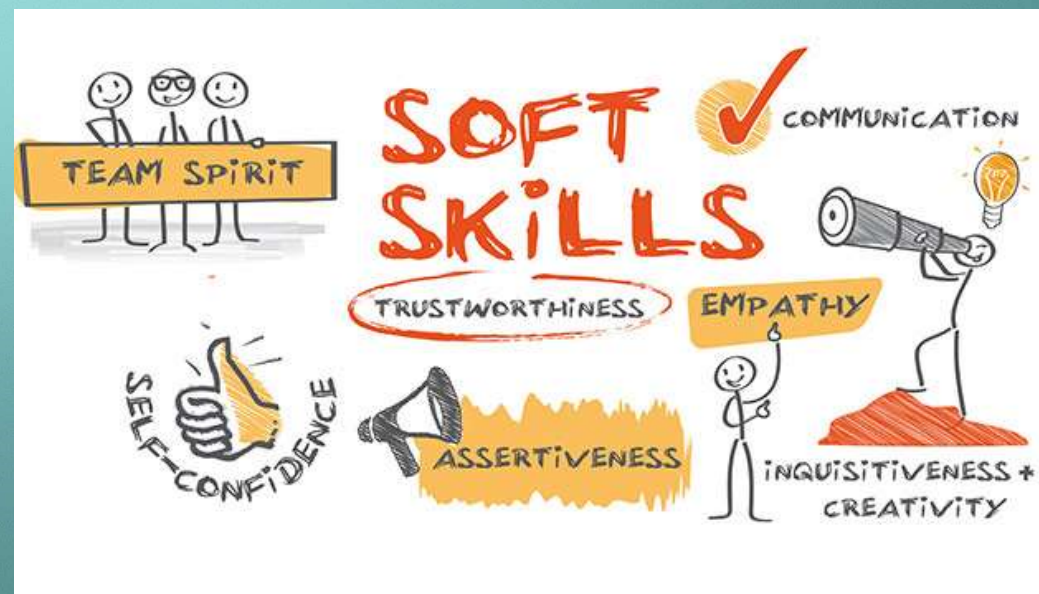 SOFT
SKiLLS
TEAM SPiRiT
COMMUNiCATiON
TRUSTWORTHiNESS
EMPATHY
SELF-CONFiDENCE
ASSERTiVENESS
iNQUiSiTiVENESS +
CREATiViTY